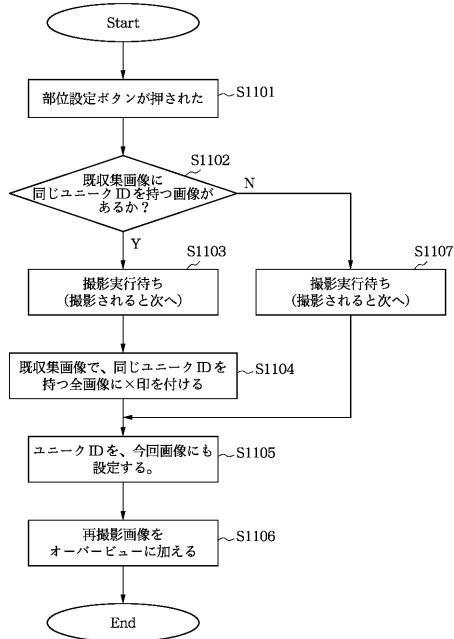 Start
部位設定ボタンが押された
S1101
S1102
既収集画像に
同じユニークIDを持つ画像が
あるか?
N
Y
S1103
撮影実行待ち
(撮影されると次へ)
S1107
撮影実行待ち
(撮影されると次へ)
既収集画像で、同じユニークIDを
持つ全画像に×印を付ける
S1104
ユニークIDを、今回画像にも
設定する。
S1105
再撮影画像を
オーバービューに加える
S1106
End